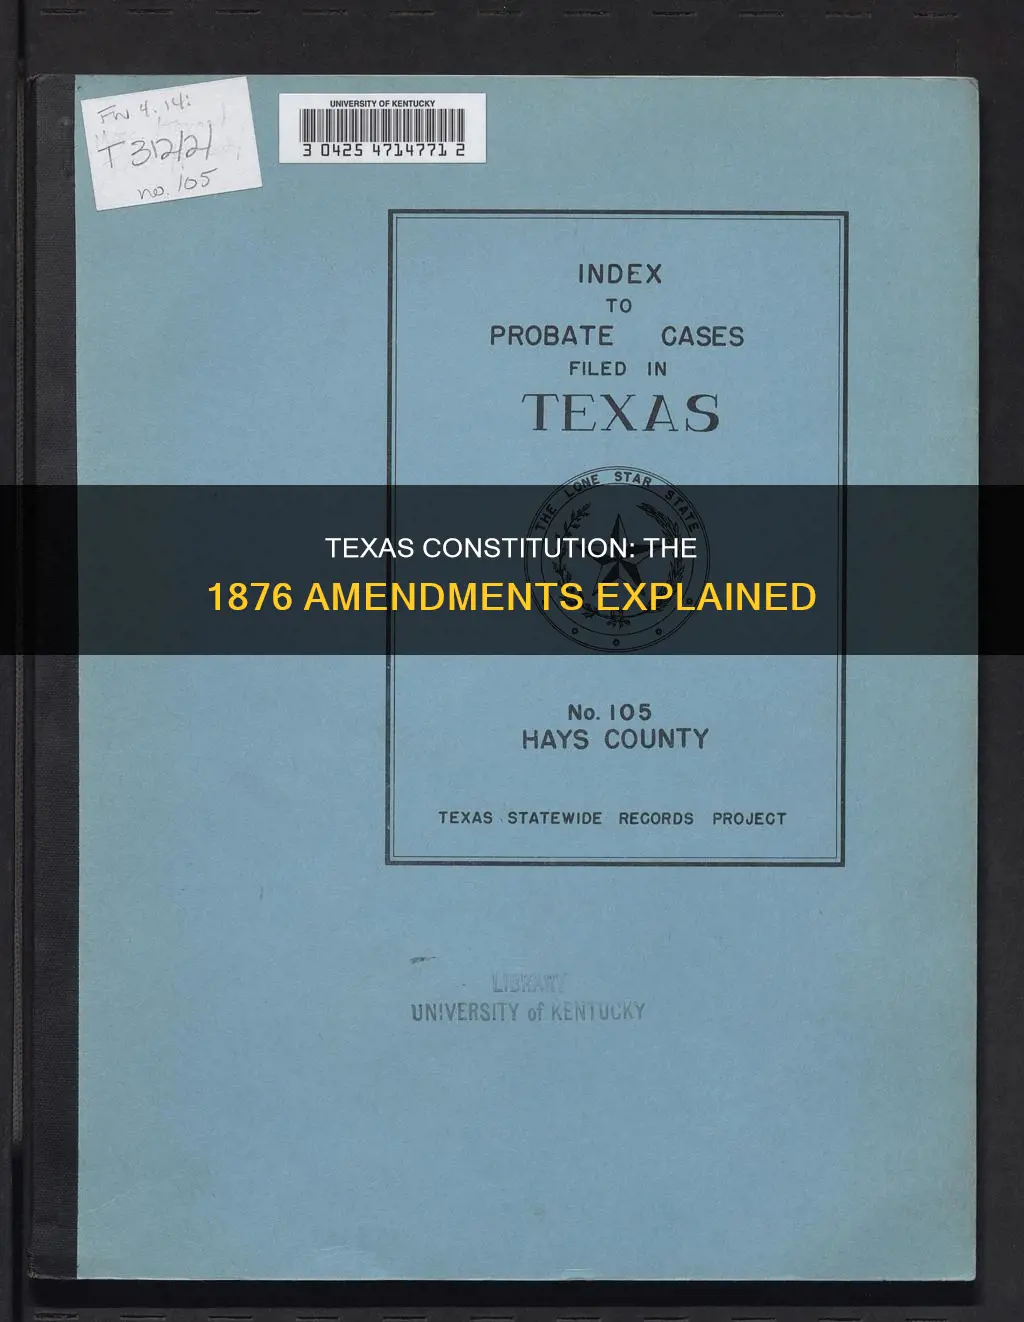 Fw 4.14:
T 312/2/
no. 105
UNIVERSITY OF KENTUCKY
3 0425 4714771 2
INDEX
TO
PROBATE CASES
FILED IN
TEXAS
THE LONE STAR STATE
TEXAS CONSTITUTION: THE
1876 AMENDMENTS EXPLAINED
No. 105
HAYS COUNTY
TEXAS STATEWIDE RECORDS PROJECT
LIBRARY
UNIVERSITY of KENTUCKY